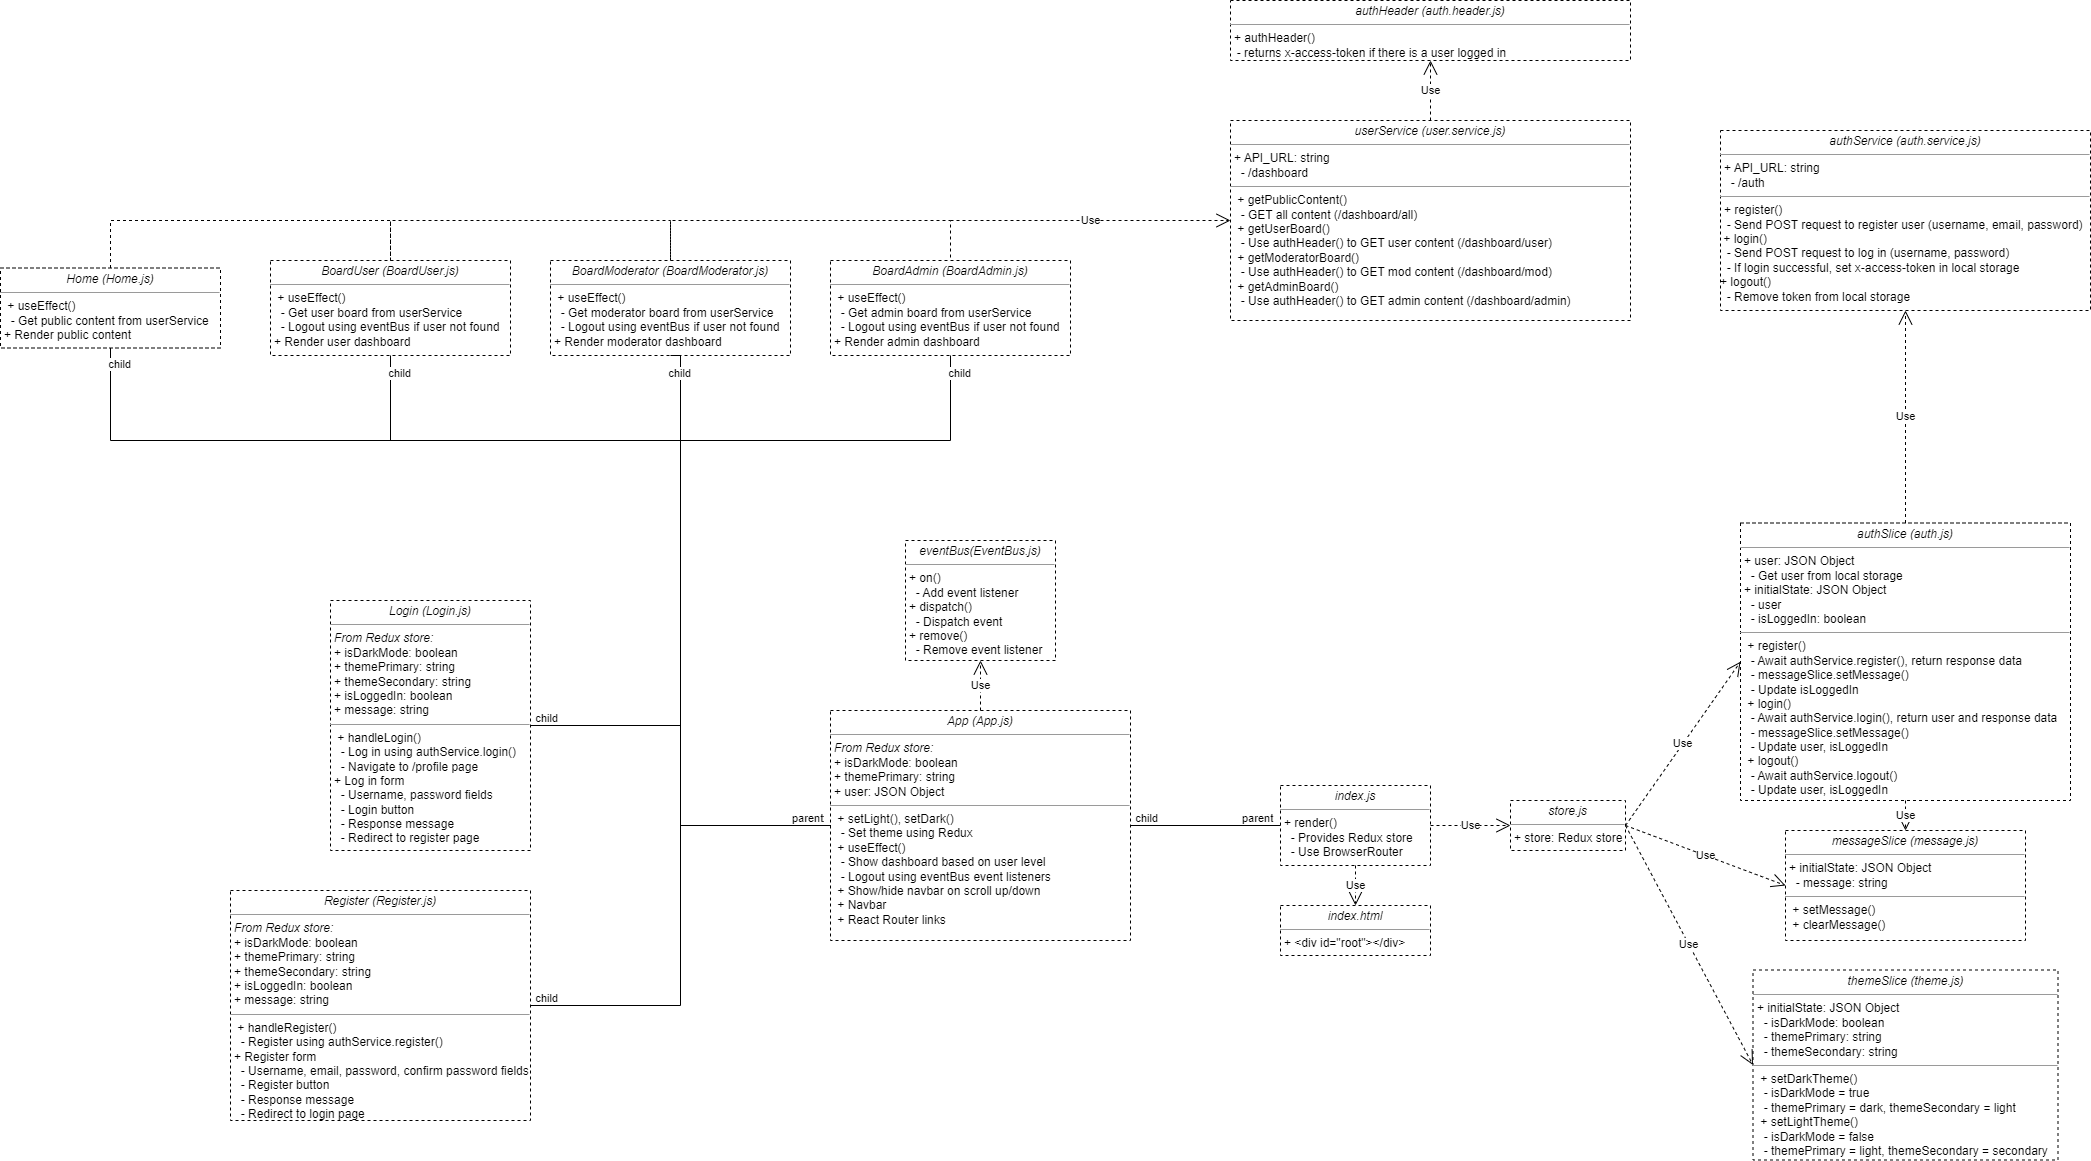 authHeader (auth.header.js)
+ authHeader()
- returns x-access-token if there is a user logged in
Use
userService (user.service.js)
+ API_URL: string
- /dashboard
+ getPublicContent()
- GET all content (/dashboard/all)
+ getUserBoard()
- Use authHeader() to GET user content (/dashboard/user)
+ getModeratorBoard()
- Use authHeader() to GET mod content (/dashboard/mod)
+ getAdminBoard()
- Use authHeader() to GET admin content (/dashboard/admin)
authService (auth.service.js)
+ API_URL: string
- /auth
+ register()
- Send POST request to register user (username, email, password)
+ login()
- Send POST request to log in (username, password)
- If login successful, set x-access-token in local storage
+ logout()
- Remove token from local storage
Use
Use
Home (Home.js)
+ useEffect()
- Get public content from userService
+ Render public content
child
BoardUser (BoardUser.js)
+ useEffect()
- Get user board from userService
- Logout using eventBus if user not found
+ Render user dashboard
child
BoardModerator (BoardModerator.js)
+ useEffect()
- Get moderator board from userService
- Logout using eventBus if user not found
+ Render moderator dashboard
child
BoardAdmin (BoardAdmin.js)
+ useEffect()
- Get admin board from userService
- Logout using eventBus if user not found
+ Render admin dashboard
child
eventBus(EventBus.js)
+ on()
- Add event listener
+ dispatch()
- Dispatch event
+ remove()
- Remove event listener
Use
Login (Login.js)
From Redux store:
+ isDarkMode: boolean
+ themePrimary: string
+ themeSecondary: string
+ isLoggedIn: boolean
+ message: string
+ handleLogin()
- Log in using authService.login()
- Navigate to /profile page
+ Log in form
- Username, password fields
- Login button
- Response message
- Redirect to register page
child
Register (Register.js)
From Redux store:
+ isDarkMode: boolean
+ themePrimary: string
+ themeSecondary: string
+ isLoggedIn: boolean
+ message: string
+ handleRegister()
- Register using authService.register()
+ Register form
- Username, email, password, confirm password fields
- Register button
- Response message
- Redirect to login page
child
App (App.js)
From Redux store:
+ isDarkMode: boolean
+ themePrimary: string
+ user: JSON Object
+ setLight(), setDark()
- Set theme using Redux
+ useEffect()
- Show dashboard based on user level
- Logout using eventBus event listeners
+ Show/hide navbar on scroll up/down
+ Navbar
+ React Router links
parent
child
parent
index.js
+ render()
- Provides Redux store
- Use BrowserRouter
Use
index.html
+ <div id="root"></div>
Use
store.js
+ store: Redux store
Use
Use
Use
authSlice (auth.js)
+ user: JSON Object
- Get user from local storage
+ initialState: JSON Object
- user
- isLoggedIn: boolean
+ register()
- Await authService.register(), return response data
- messageSlice.setMessage()
- Update isLoggedIn
+ login()
- Await authService.login(), return user and response data
- messageSlice.setMessage()
- Update user, isLoggedIn
+ logout()
- Await authService.logout()
- Update user, isLoggedIn
Use
messageSlice (message.js)
+ initialState: JSON Object
- message: string
+ setMessage()
+ clearMessage()
themeSlice (theme.js)
+ initialState: JSON Object
- isDarkMode: boolean
- themePrimary: string
- themeSecondary: string
+ setDarkTheme()
- isDarkMode = true
- themePrimary = dark, themeSecondary = light
+ setLightTheme()
- isDarkMode = false
- themePrimary = light, themeSecondary = secondary